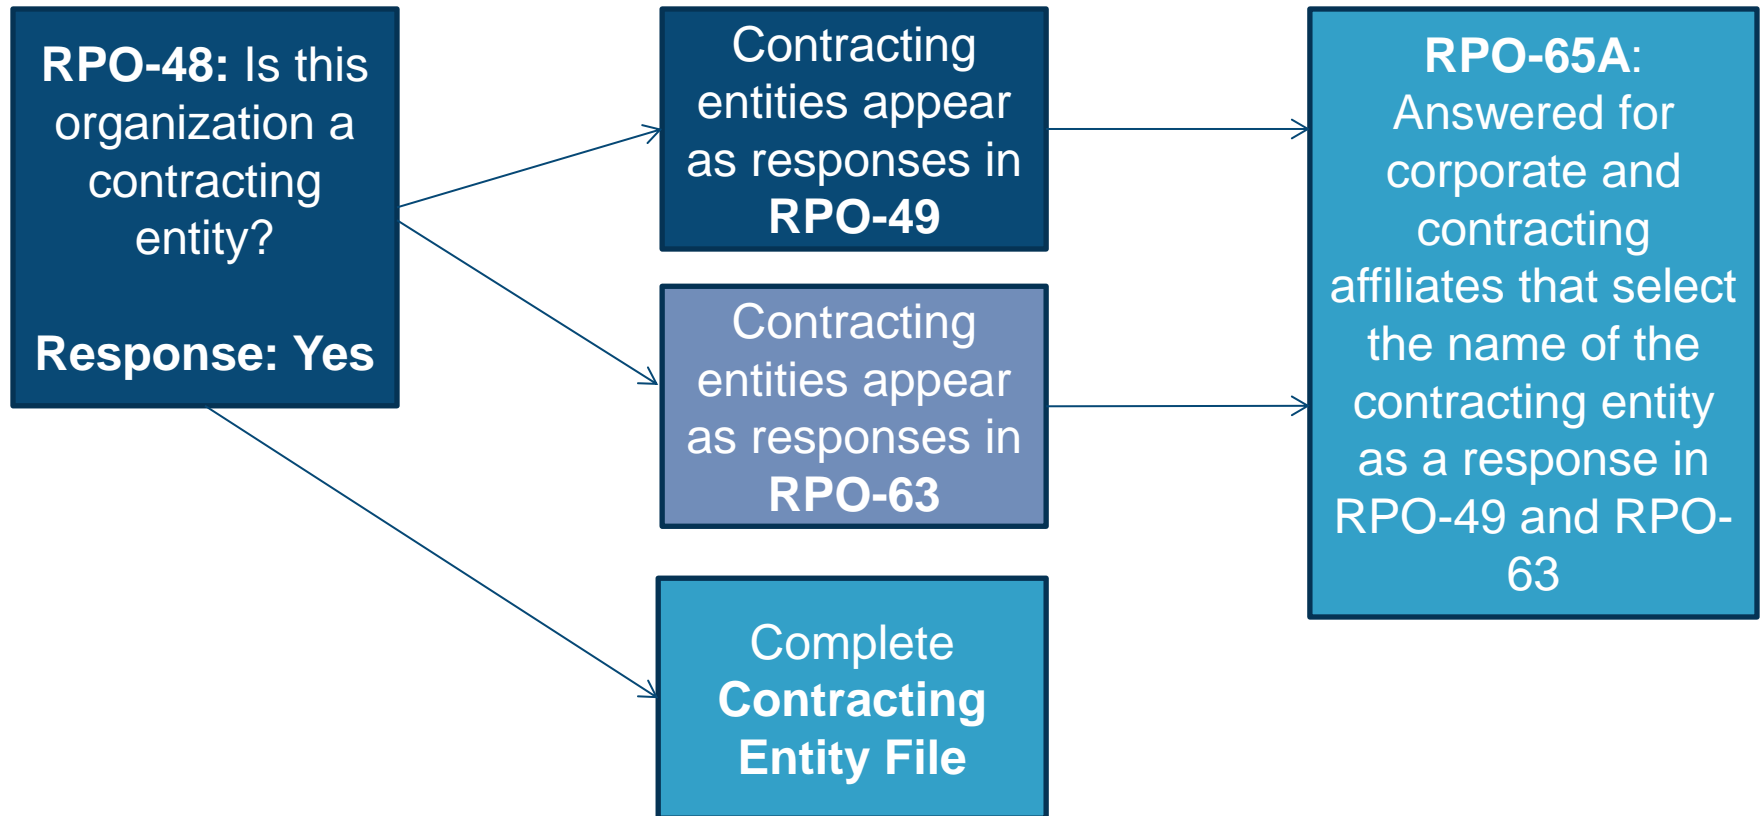 RPO-48: Is this
organization a
contracting
entity?
Response: Yes
Contracting
entities appear
as responses in
RPO-49
Contracting
entities appear
as responses in
RPO-63
Complete
Contracting
Entity File
RPO-65A:
Answered for
corporate and
contracting
affiliates that select
the name of the
contracting entity
as a response in
RPO-49 and RPO-
63